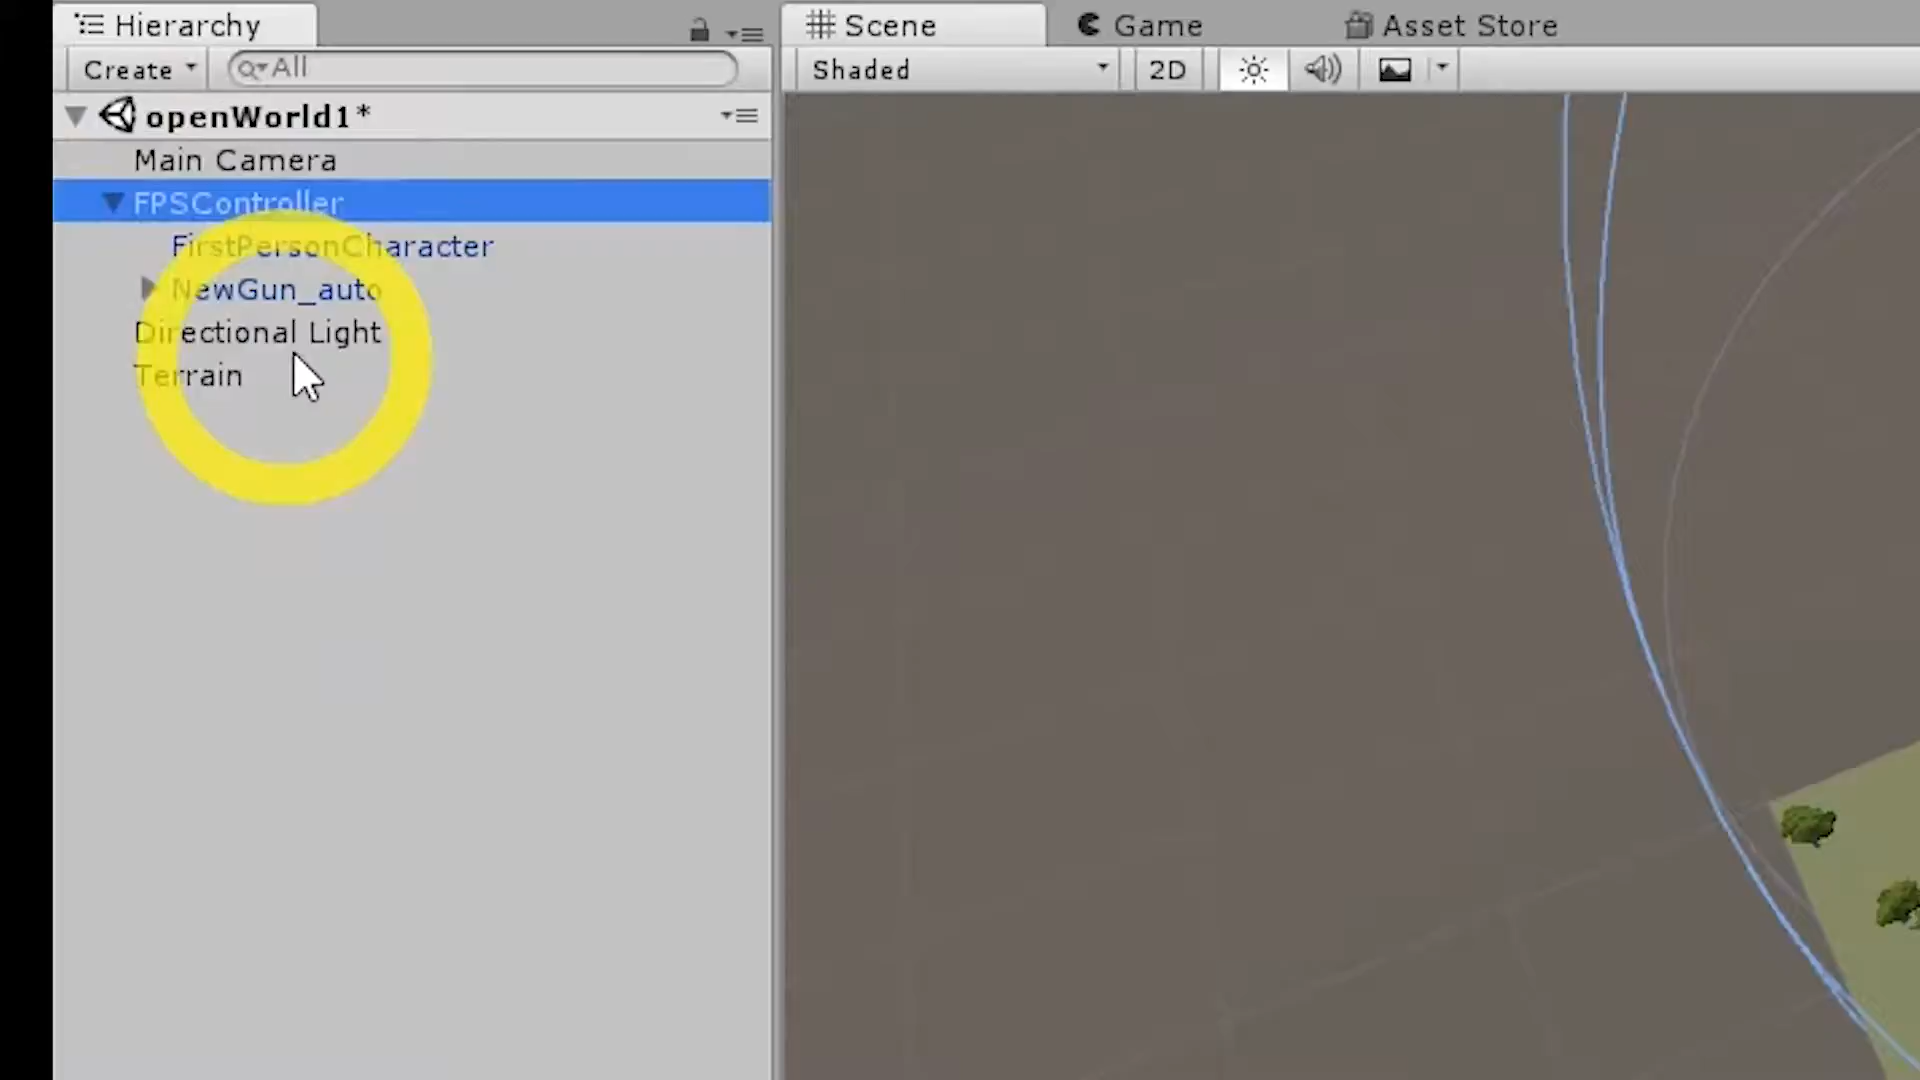 Hierarchy
Scene
Game
Asset Store
Create
All
Shaded
2D
openWorld1*
Main Camera
FPSController
FirstPersonCharacter
NewGun_auto
Directional Light
Terrain